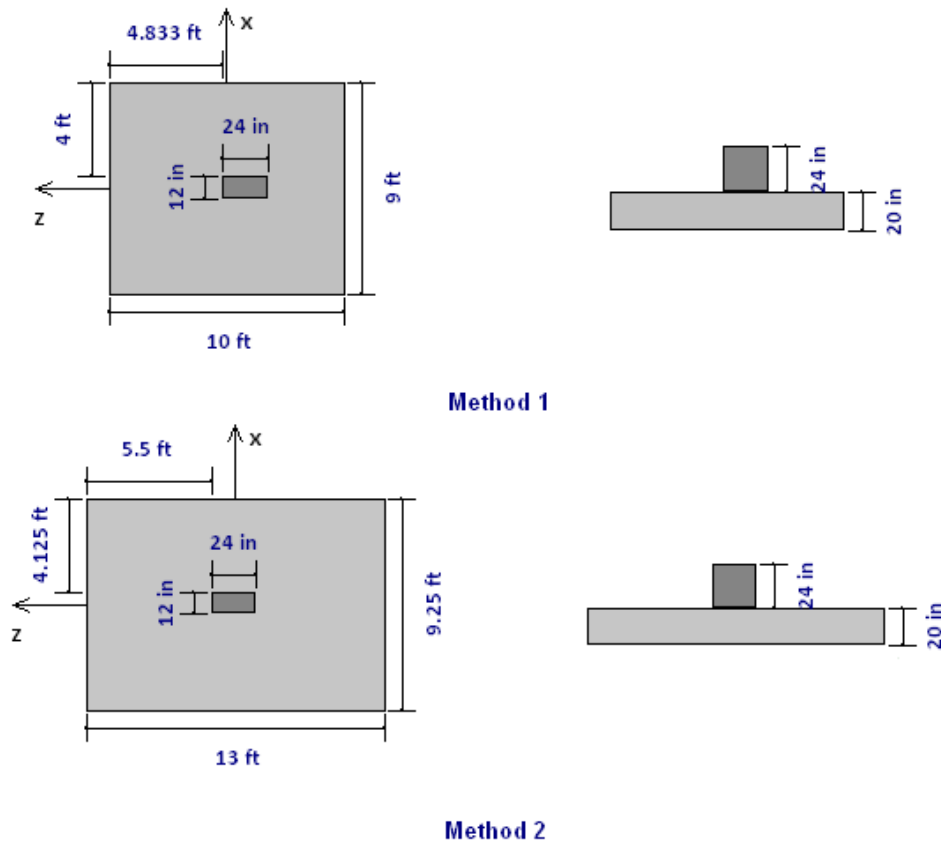 X
4.833 ft
4 ft
24 in
12 in
9 ft
Z
10 ft
24 in
20 in
Method 1
X
5.5 ft
4.125 ft
24 in
12 in
9.25 ft
Z
13 ft
24 in
20 in
Method 2